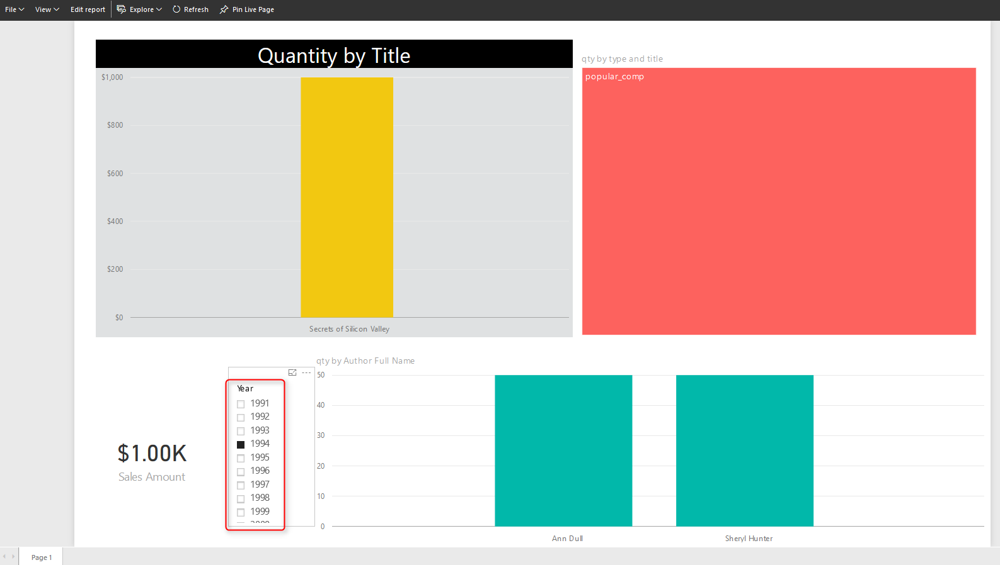 File View Edit report Explore Refresh Pin Live Page
Quantity by Title
$1,000
$800
$600
$400
$200
$0
Secrets of Silicon Valley
qty by type and title
popular_comp
$1.00K
Sales Amount
Year
1991
1992
1993
1994
1995
1996
1997
1998
1999
qty by Author Full Name
50
40
30
20
10
0
Ann Dull Sheryl Hunter
Page 1